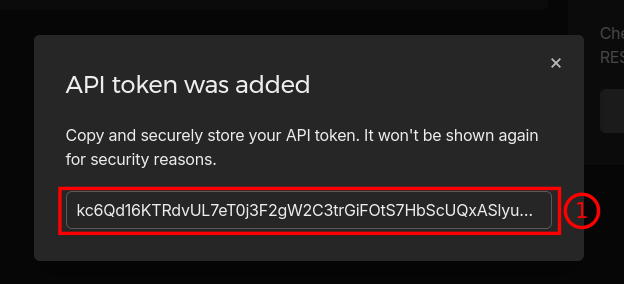 Che
RES
API token was added
Copy and securely store your API token. It won't be shown again
for security reasons.
kc6Qd16KTRdvUL7eT0j3F2gW2C3trGiFOtS7HbScUQxASlyu...
1